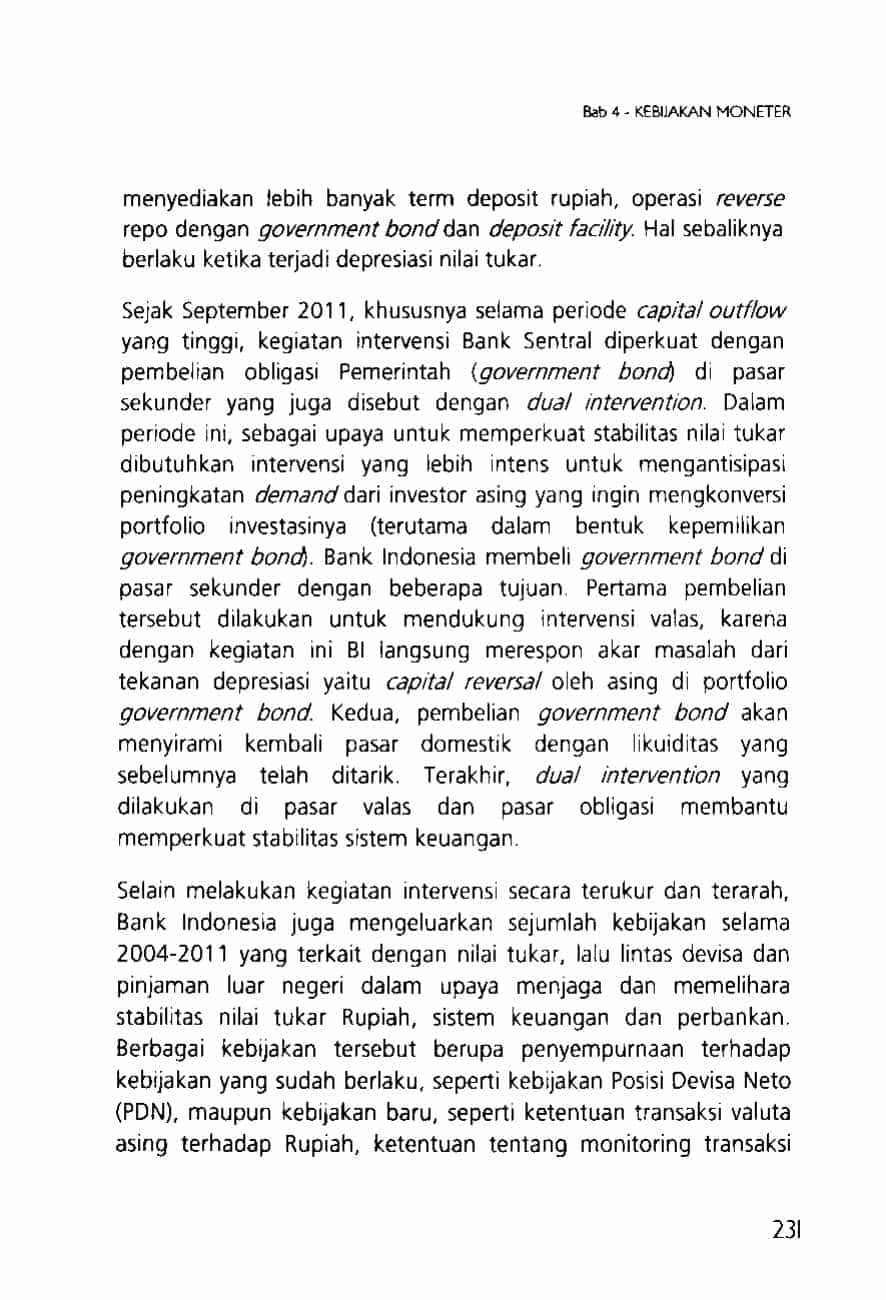 Bab 4 - KEBIJAKAN MONETER
menyediakan lebih banyak term deposit rupiah, operasi reverse
repo dengan government bond dan deposit facility. Hal sebaliknya
berlaku ketika terjadi depresiasi nilai tukar.
Sejak September 2011, khususnya selama periode capital outflow
yang tinggi, kegiatan intervensi Bank Sentral diperkuat dengan
pembelian obligasi Pemerintah (government bond) di pasar
sekunder yang juga disebut dengan dual intervention. Dalam
periode ini, sebagai upaya untuk memperkuat stabilitas nilai tukar
dibutuhkan intervensi yang lebih intens untuk mengantisipasi
peningkatan demand dari investor asing yang ingin mengkonversi
portfolio investasinya (terutama dalam bentuk kepemilikan
government bond). Bank Indonesia membeli government bond di
pasar sekunder dengan beberapa tujuan. Pertama pembelian
tersebut dilakukan untuk mendukung intervensi valas, karena
dengan kegiatan ini BI langsung merespon akar masalah dari
tekanan depresiasi yaitu capital reversal oleh asing di portfolio
government bond. Kedua, pembelian government bond akan
menyirami kembali pasar domestik dengan likuiditas yang
sebelumnya telah ditarik. Terakhir, dual intervention yang
dilakukan di pasar valas dan pasar obligasi membantu
memperkuat stabilitas sistem keuangan.
Selain melakukan kegiatan intervensi secara terukur dan terarah,
Bank Indonesia juga mengeluarkan sejumlah kebijakan selama
2004-2011 yang terkait dengan nilai tukar, lalu lintas devisa dan
pinjaman luar negeri dalam upaya menjaga dan memelihara
stabilitas nilai tukar Rupiah, sistem keuangan dan perbankan.
Berbagai kebijakan tersebut berupa penyempurnaan terhadap
kebijakan yang sudah berlaku, seperti kebijakan Posisi Devisa Neto
(PDN), maupun kebijakan baru, seperti ketentuan transaksi valuta
asing terhadap Rupiah, ketentuan tentang monitoring transaksi
231